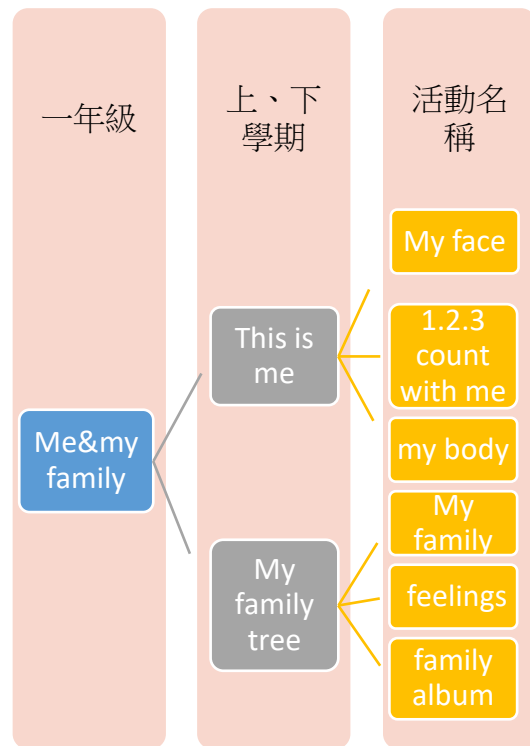 一年級
上、下
學期
活動名
稱
Me&my
family
This is
me
My
family
tree
My face
1.2.3
count
with me
my body
My
family
feelings
family
album